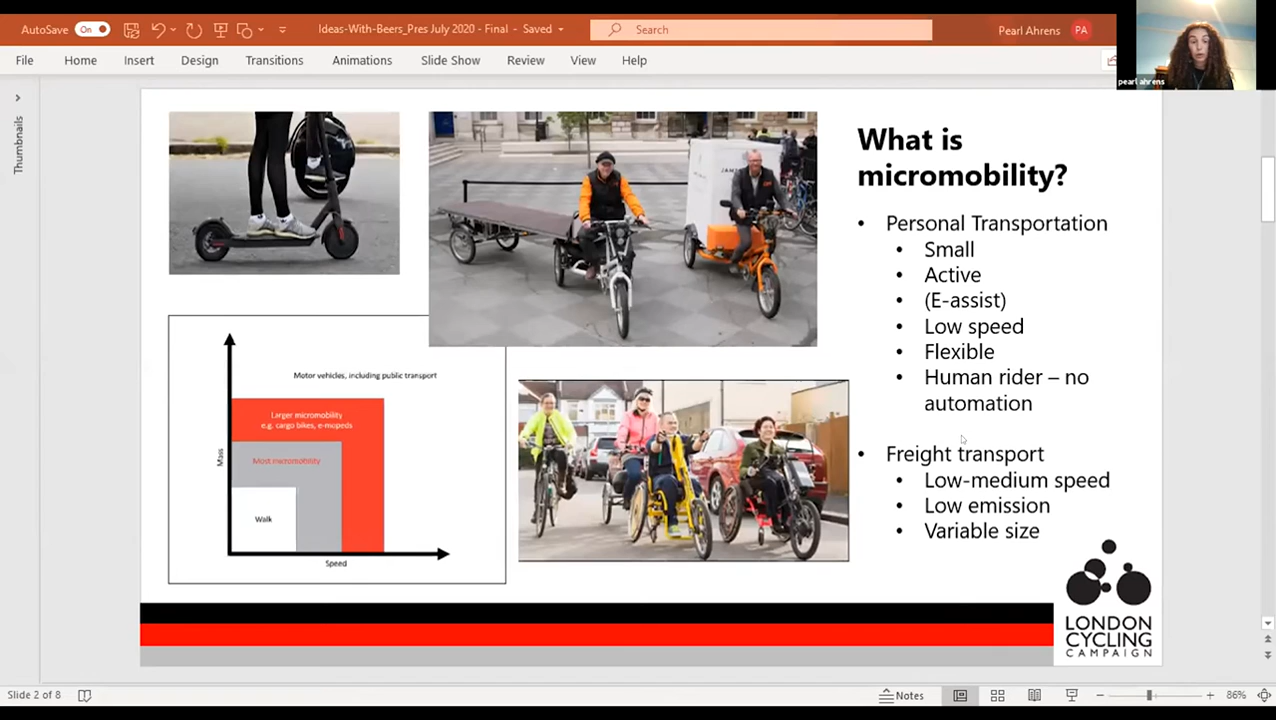 AutoSave
On
Ideas-With-Beers_Pres July 2020 - Final - Saved
Search
Pearl Ahrens
PA
pearl ahrens
File
Home
Insert
Design
Transitions
Animations
Slide Show
Review
View
Help
Thumbnails
What is
micromobility?
• Personal Transportation
• Small
• Active
• (E-assist)
• Low speed
• Flexible
• Human rider – no
automation
• Freight transport
• Low-medium speed
• Low emission
• Variable size
Motor vehicles, including public transport
Larger micromobility
e.g. cargo bikes, e-mopeds
Most micromobility
Walk
Mass
Speed
LONDON
CYCLING
CAMPAIGN
Slide 2 of 8
Notes
86%